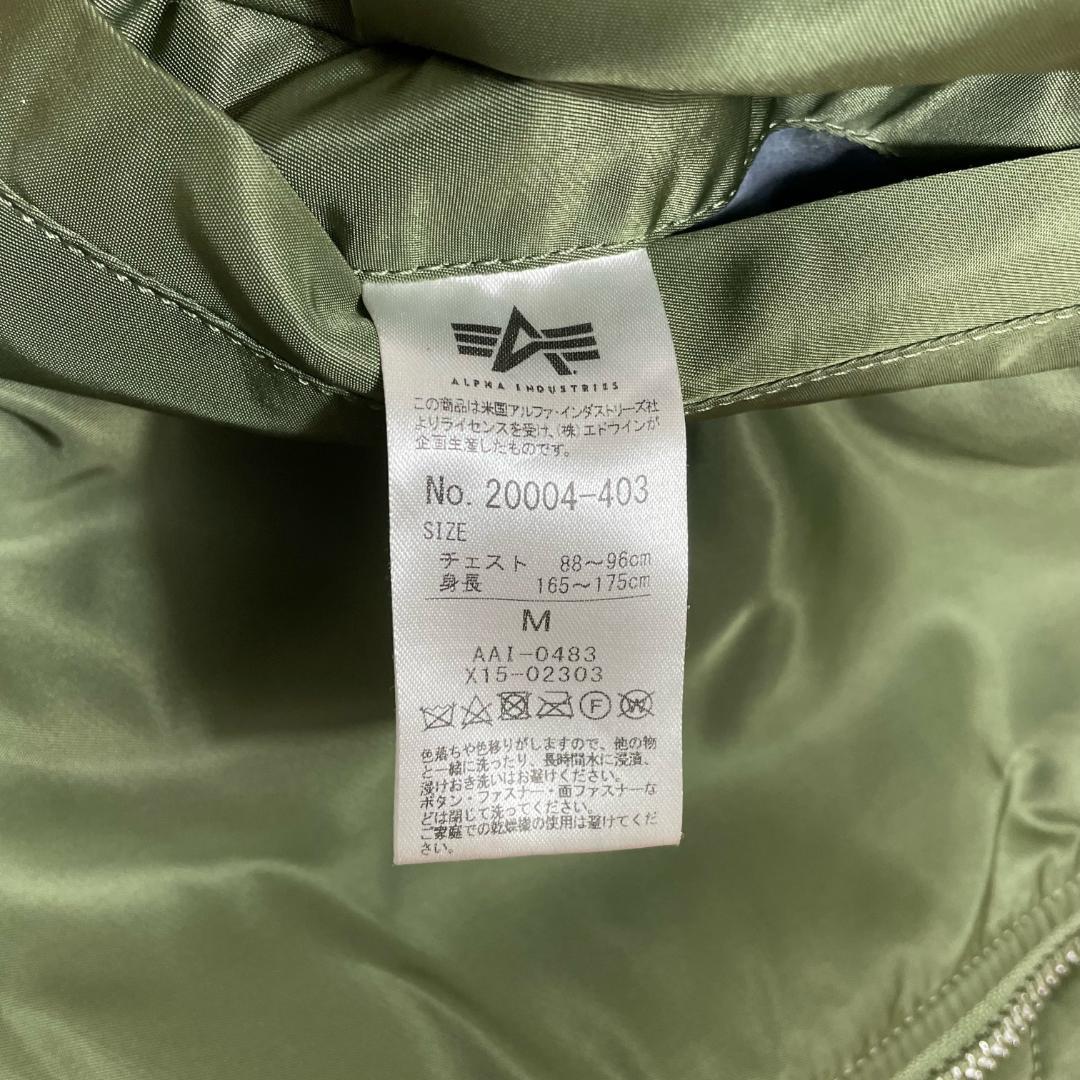 ALPHA INDUSTRIES
この商品は米国アルファ・インダストリーズ社
よりライセンスを受け、(株)エドウインが
企画生産したものです。
No. 20004-403
SIZE
チェスト 88~96cm
身長 165~175cm
M
AAI-0483
X15-02303
F W
色落ちや色移りがしますので、他の物
と一緒に洗ったり、長時間水に浸漬、
浸けおき洗いはお避けください。
ボタン・ファスナー・面ファスナーな
どは閉じて洗ってください。
ご家庭での乾燥機の使用は避けてくだ
さい。